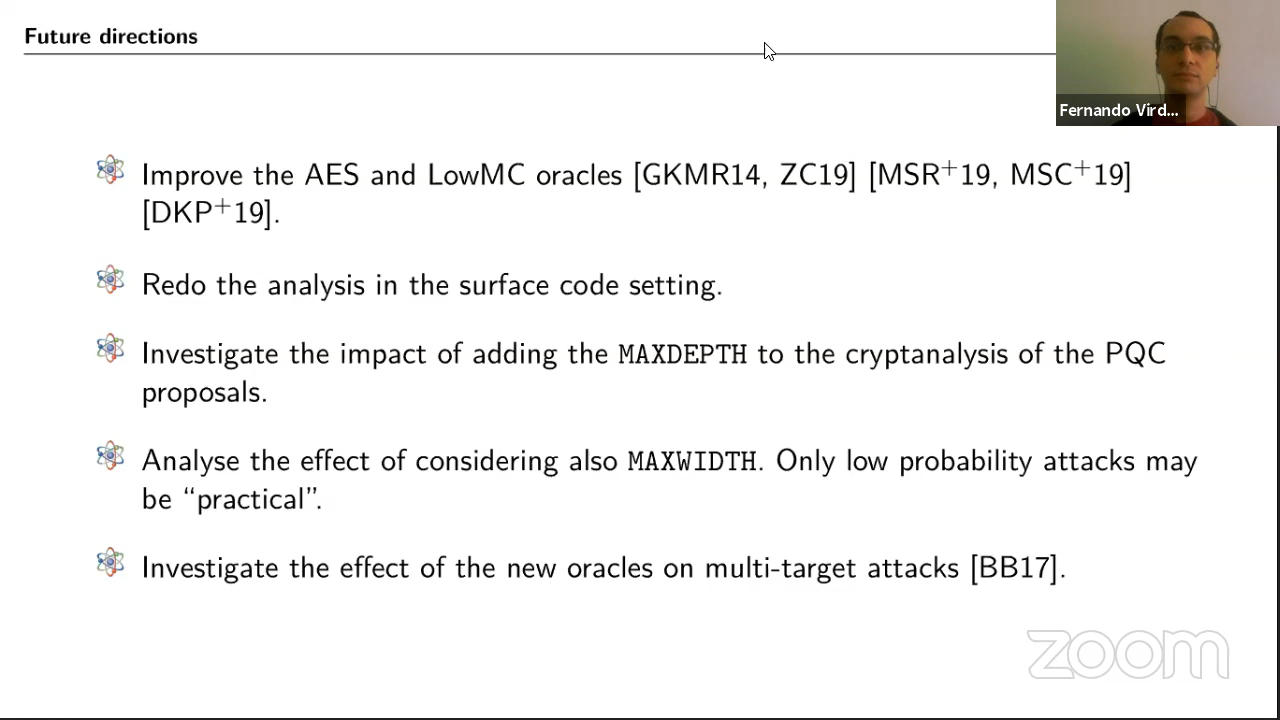 Future directions
Fernando Vird...
Improve the AES and LowMC oracles [GKMR14, ZC19] [MSR+19, MSC+19]
[DKP+19].
Redo the analysis in the surface code setting.
Investigate the impact of adding the MAXDEPTH to the cryptanalysis of the PQC
proposals.
Analyse the effect of considering also MAXWIDTH. Only low probability attacks may
be “practical”.
Investigate the effect of the new oracles on multi-target attacks [BB17].
zoom